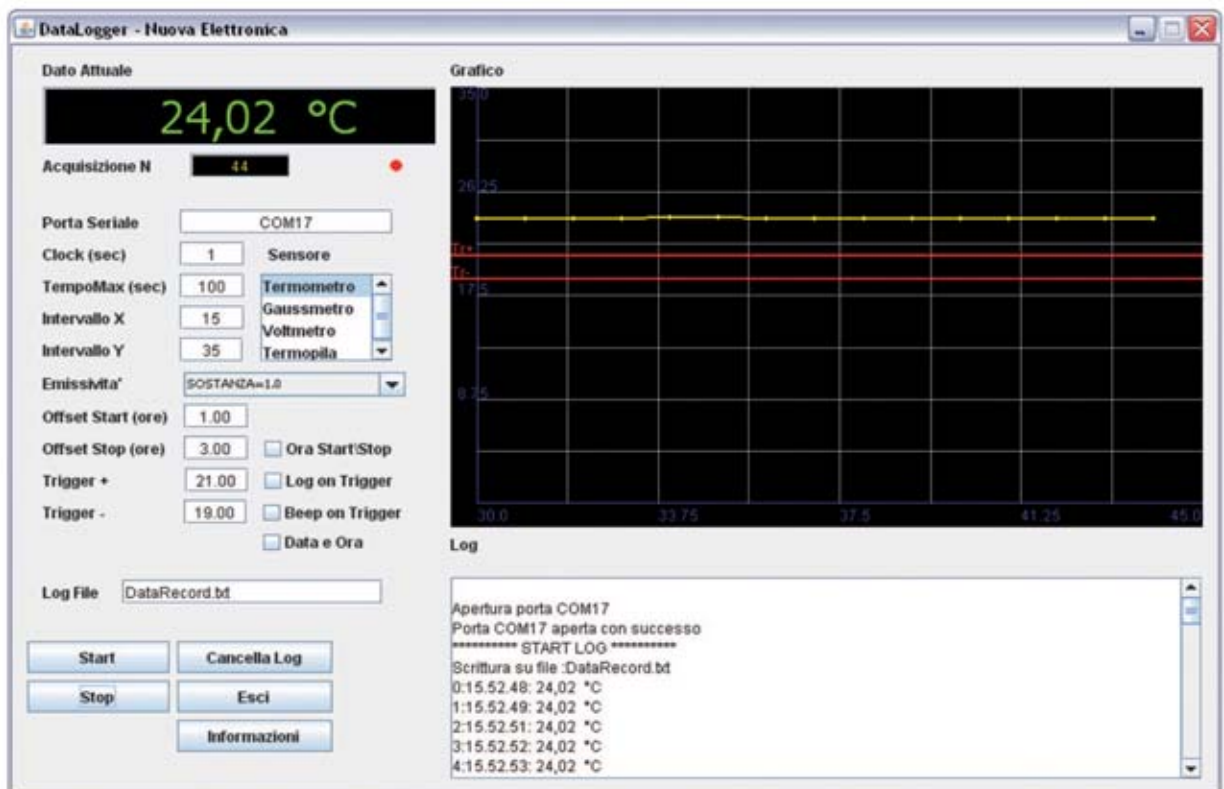 DataLogger - Nuova Elettronica
Dato Attuale
24,02 °C
Acquisizione N 44
Porta Seriale COM17
Clock (sec) 1 Sensore
TempoMax (sec) 100
Intervallo X 15
Intervallo Y 35
Termometro
Gaussmetro
Voltmetro
Termopila
Emissivita' SOSTANZA=1.0
Offset Start (ore) 1.00
Offset Stop (ore) 3.00 Ora Start\Stop
Trigger + 21.00 Log on Trigger
Trigger - 19.00 Beep on Trigger
Data e Ora
Log File DataRecord.txt
Start Cancella Log
Stop Esci
Informazioni
Grafico
35.0
26.25
Tr+
Tr-
17.5
8.75
30.0 33.75 37.5 41.25 45.0
Log
Apertura porta COM17
Porta COM17 aperta con successo
********** START LOG **********
Scrittura su file :DataRecord.txt
0:15.52.48: 24,02 °C
1:15.52.49: 24,02 °C
2:15.52.51: 24,02 °C
3:15.52.52: 24,02 °C
4:15.52.53: 24,02 °C